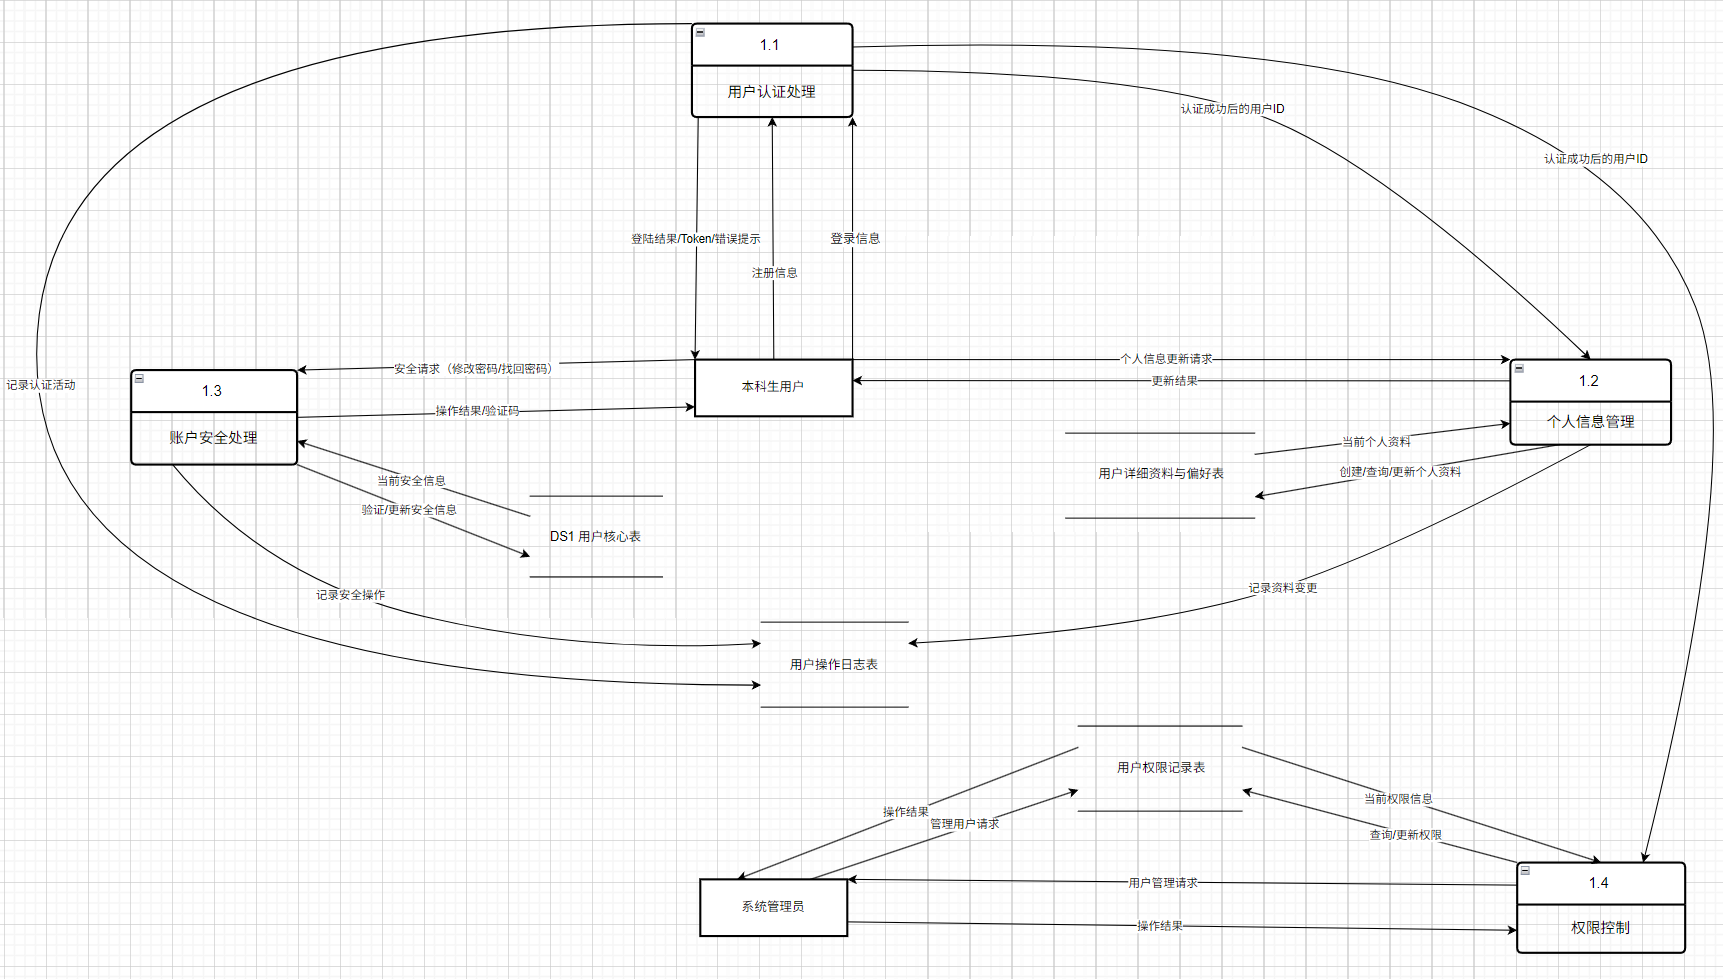 1.1
用户认证处理
认证成功后的用户ID
认证成功后的用户ID
登陆结果/Token/错误提示
登录信息
注册信息
安全请求（修改密码/找回密码）
个人信息更新请求
本科生用户
更新结果
1.2
个人信息管理
记录认证活动
1.3
账户安全处理
操作结果/验证码
当前个人资料
用户详细资料与偏好表
创建/查询/更新个人资料
当前安全信息
验证/更新安全信息
DS1 用户核心表
记录安全操作
记录资料变更
用户操作日志表
用户权限记录表
操作结果
管理用户请求
当前权限信息
查询/更新权限
用户管理请求
系统管理员
操作结果
1.4
权限控制